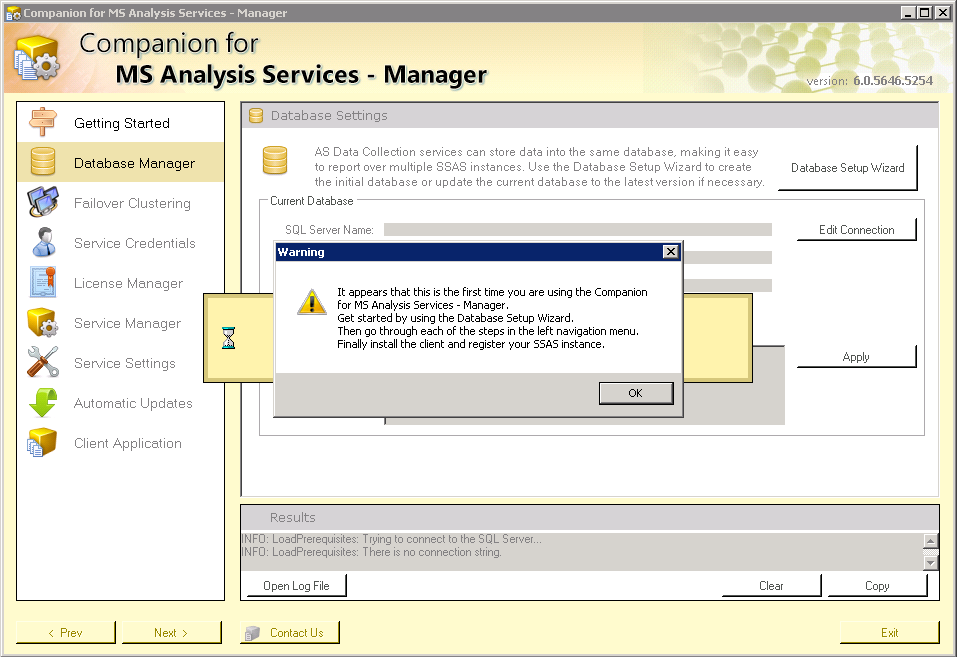 Companion for MS Analysis Services - Manager
Companion for
MS Analysis Services - Manager
version: 6.0.5646.5254
Getting Started
Database Manager
Failover Clustering
Service Credentials
License Manager
Service Manager
Service Settings
Automatic Updates
Client Application
Database Settings
AS Data Collection services can store data into the same database, making it easy
to report over multiple SSAS instances. Use the Database Setup Wizard to create
the initial database or update the current database to the latest version if necessary.
Database Setup Wizard
Current Database
SQL Server Name:
Edit Connection
Warning
It appears that this is the first time you are using the Companion
for MS Analysis Services - Manager.
Get started by using the Database Setup Wizard.
Then go through each of the steps in the left navigation menu.
Finally install the client and register your SSAS instance.
OK
Apply
Results
INFO: LoadPrerequisites: Trying to connect to the SQL Server...
INFO: LoadPrerequisites: There is no connection string.
Open Log File
Clear
Copy
< Prev
Next >
Contact Us
Exit